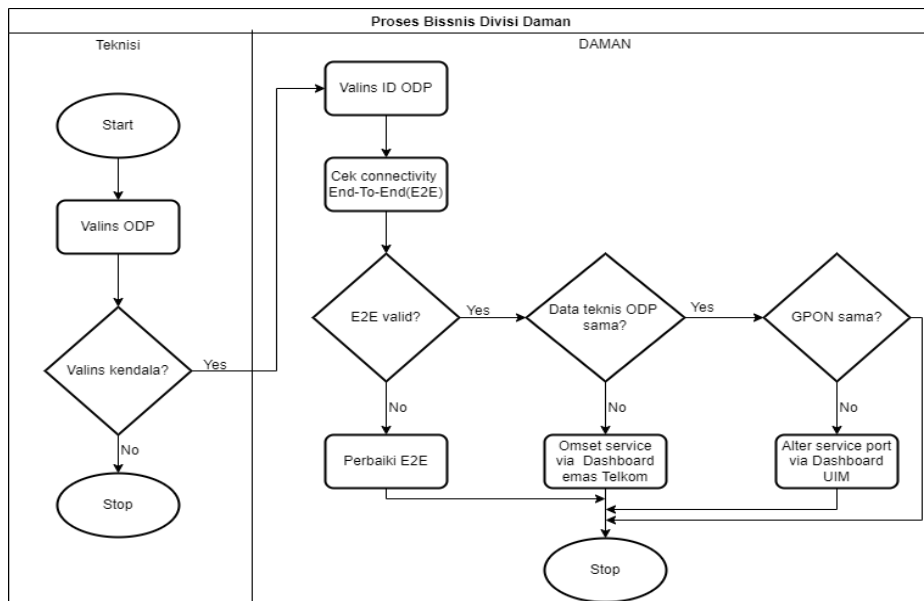 Proses Bissnis Divisi Daman
Teknisi
DAMAN
Start
Valins ODP
Valins kendala?
Yes
No
Stop
Valins ID ODP
Cek connectivity
End-To-End(E2E)
E2E valid?
Yes
Data teknis ODP
sama?
Yes
GPON sama?
No
No
No
Perbaiki E2E
Omset service
via Dashboard
emas Telkom
Alter service port
via Dashboard
UIM
Stop